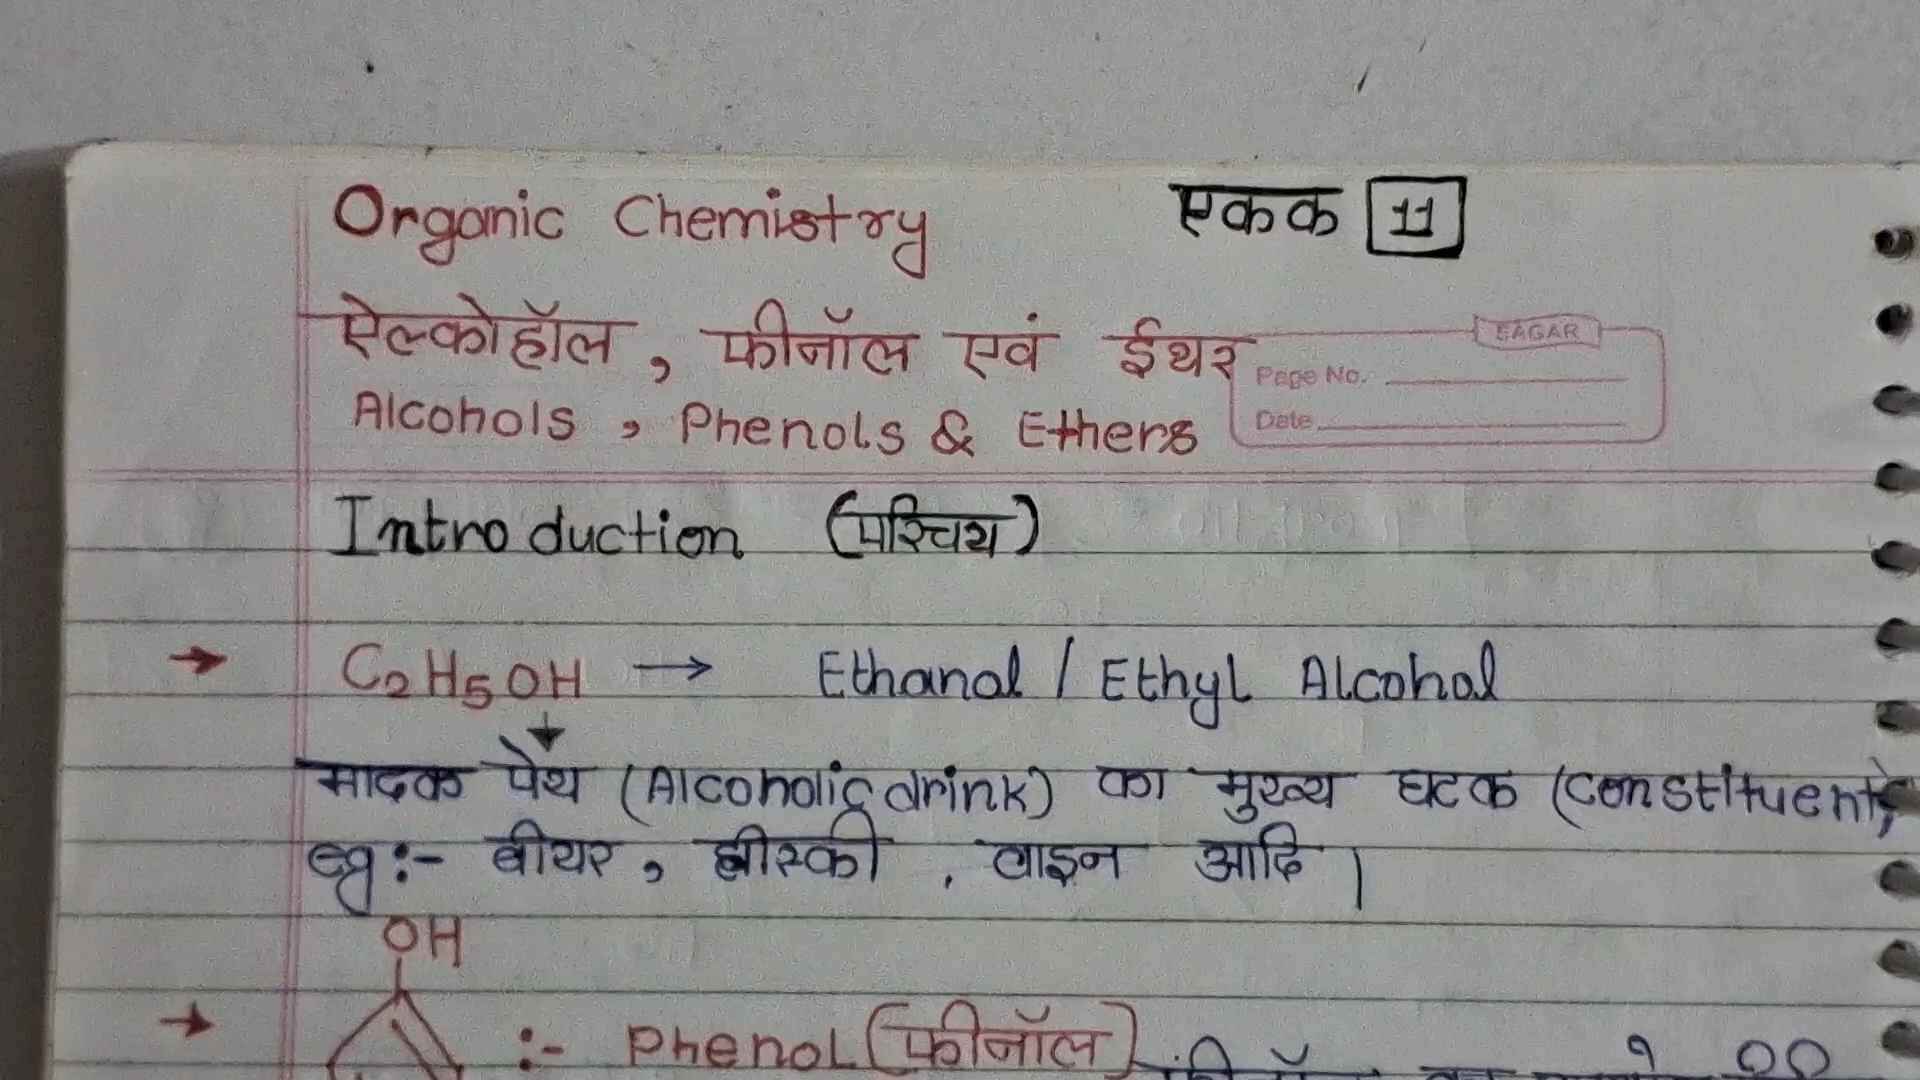 Organic Chemistry एकक 11
ऐल्कोहॉल, फीनॉल एवं ईथर
SAGAR
Page No.
Date
Alcohols, Phenols & Ethers
Introduction (परिचय)
→ C₂H₅OH → Ethanol / Ethyl Alcohol
↓
मादक पेय (Alcoholic drink) का मुख्य घटक (constituent)
eg :- बीयर, व्हीस्की, वाइन आदि।
OH
→ :- Phenol (फीनॉल)